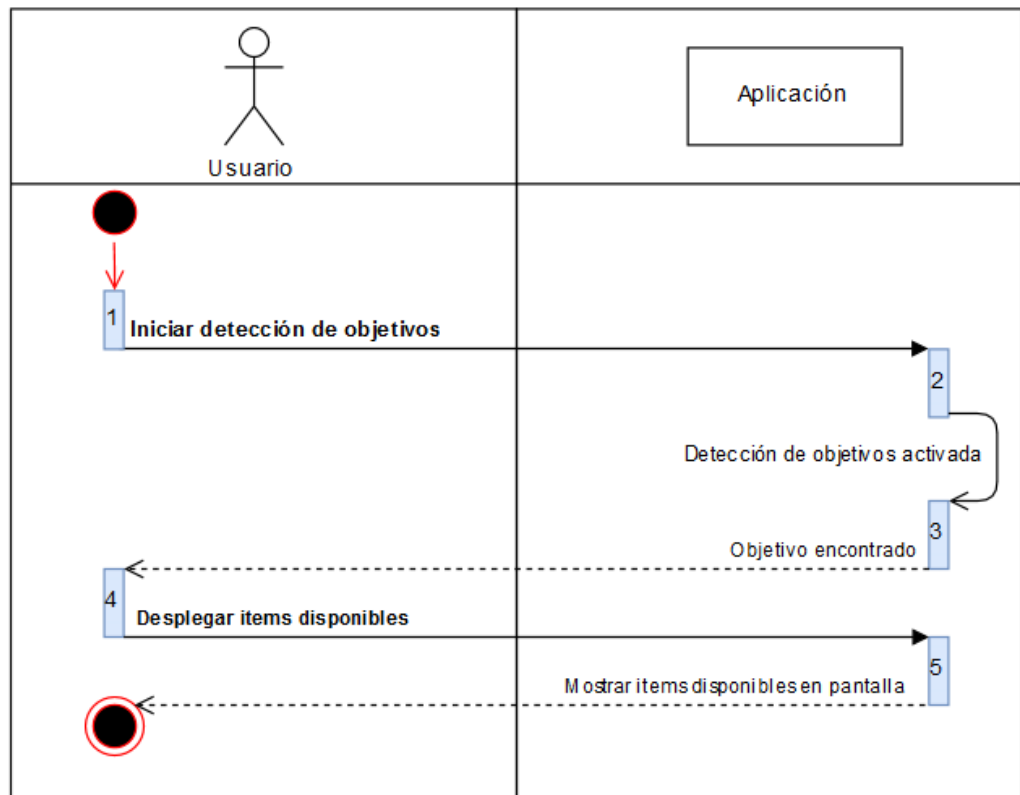 Usuario
Aplicación
1
Iniciar detección de objetivos
2
Detección de objetivos activada
3
Objetivo encontrado
4
Desplegar items disponibles
5
Mostrar items disponibles en pantalla